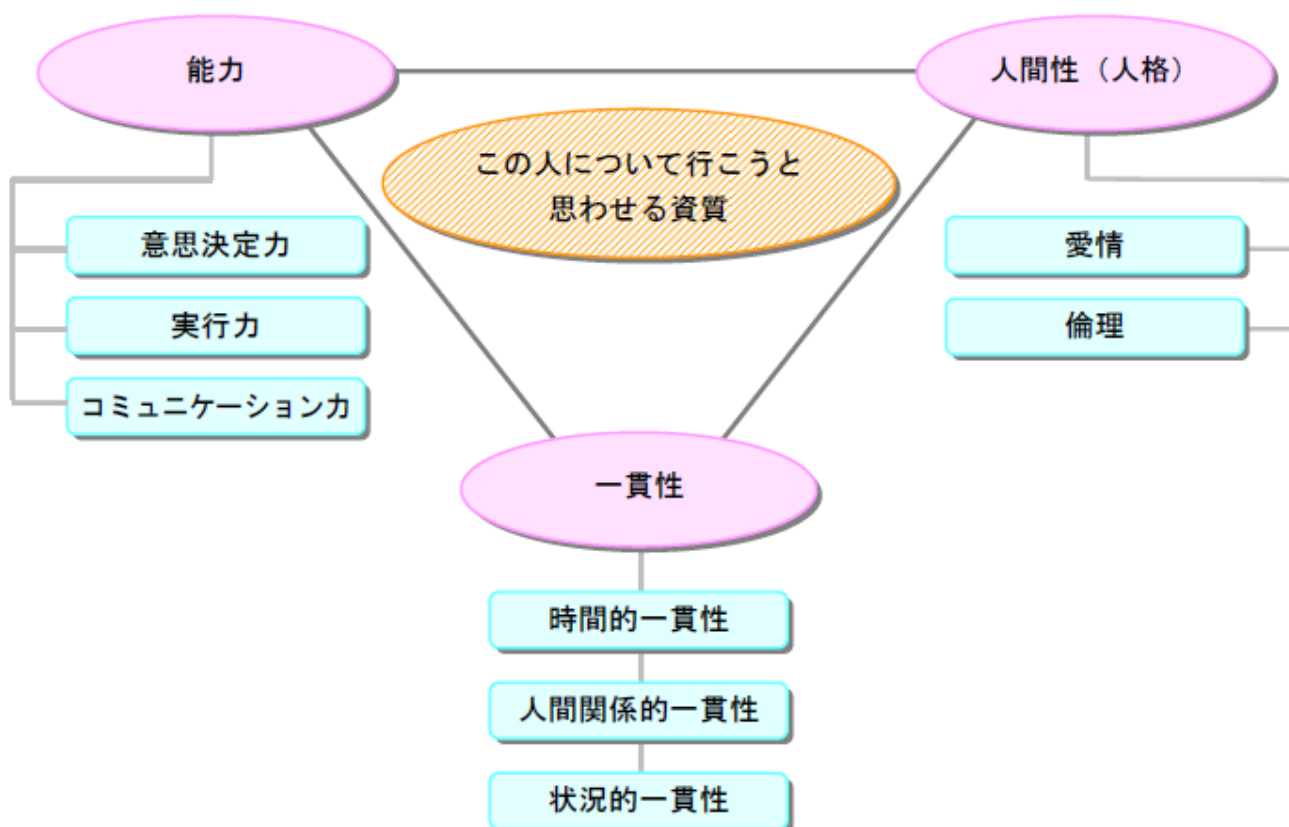 能力
人間性（人格）
この人について行こうと
思わせる資質
意思決定力
実行力
コミュニケーション力
愛情
倫理
一貫性
時間的一貫性
人間関係的一貫性
状況的一貫性